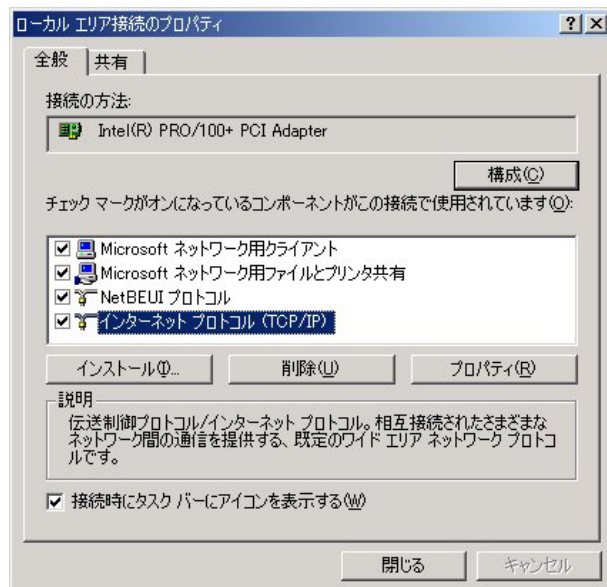 ローカル エリア接続のプロパティ
全般
共有
接続の方法:
Intel(R) PRO/100+ PCI Adapter
構成(C)
チェック マークがオンになっているコンポーネントがこの接続で使用されています(O):
Microsoft ネットワーク用クライアント
Microsoft ネットワーク用ファイルとプリンタ共有
NetBEUI プロトコル
インターネット プロトコル (TCP/IP)
インストール(I)...
削除(U)
プロパティ(R)
説明
伝送制御プロトコル/インターネット プロトコル。相互接続されたさまざまな
ネットワーク間の通信を提供する、既定のワイド エリア ネットワーク プロトコ
ルです。
接続時にタスク バーにアイコンを表示する(W)
閉じる
キャンセル